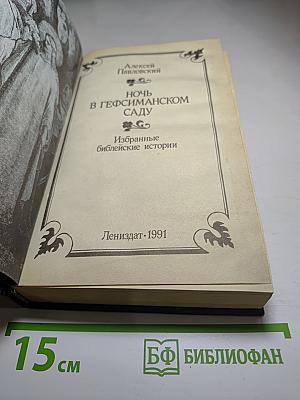 Алексей
Павловский
НОЧЬ
В ГЕФСИМАНСКОМ
САДУ
Избранные
библейские истории
Лениздат·1991
15 см
БФ БИБЛИОФАН